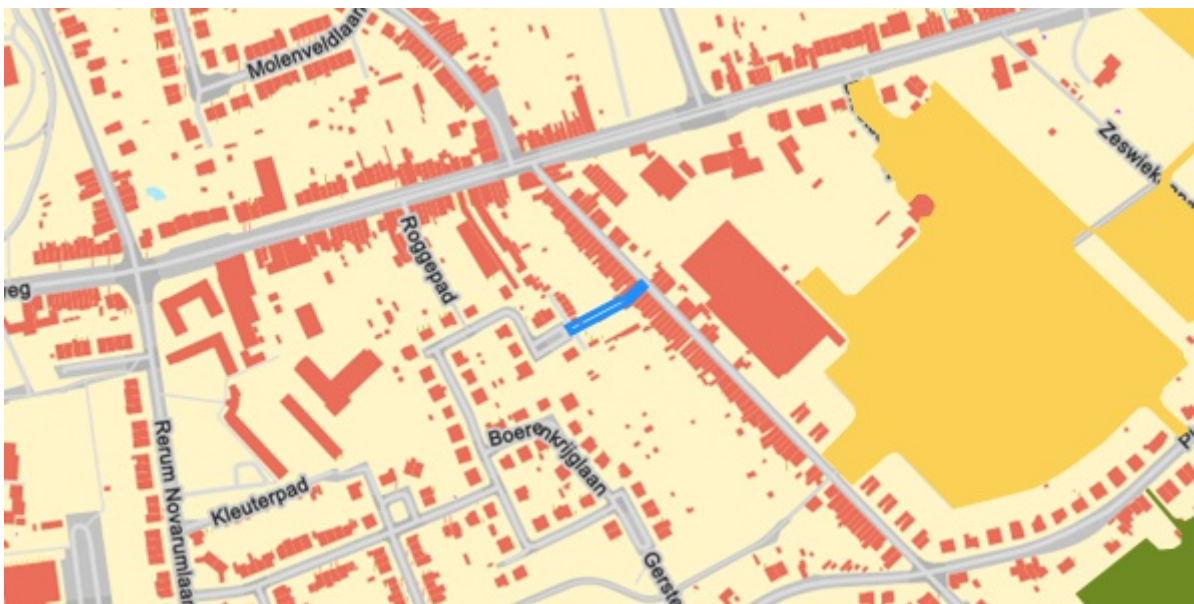 Molenveldlaan
Zeswiek
Roggepad
eg
Boerenkrijglaan
Rerum Novarumlaan
Kleuterpad
Gerste